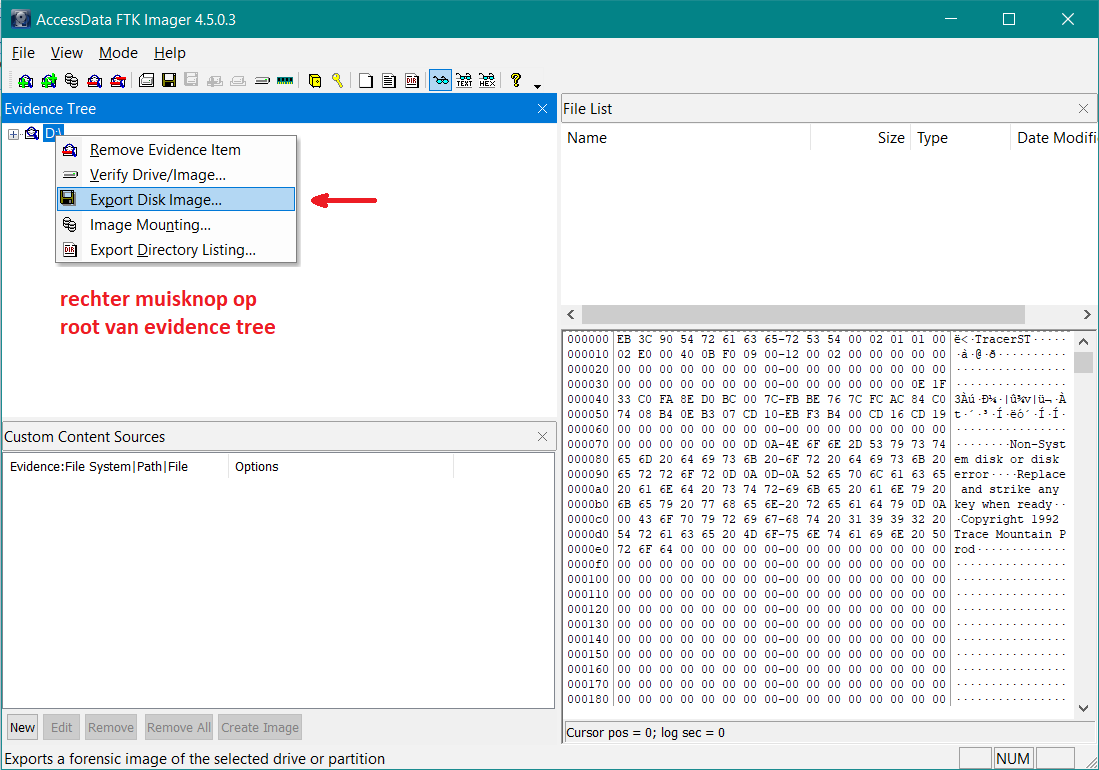 AccessData FTK Imager 4.5.0.3
File View Mode Help
Evidence Tree
D:\
Remove Evidence Item
Verify Drive/Image...
Export Disk Image...
Image Mounting...
Export Directory Listing...
rechter muisknop op
root van evidence tree
Custom Content Sources
Evidence:File System|Path|File Options
New Edit Remove Remove All Create Image
File List
Name Size Type Date Modifi
000000 EB 3C 90 54 72 61 63 65-72 53 54 00 02 01 01 00 ë<·TracerST·····
000010 02 E0 00 40 0B F0 09 00-12 00 02 00 00 00 00 00 ·à·@·ð··········
000020 00 00 00 00 00 00 00 00-00 00 00 00 00 00 00 00 ················
000030 00 00 00 00 00 00 00 00-00 00 00 00 00 00 0E 1F ················
000040 33 C0 FA 8E D0 BC 00 7C-FB BE 76 7C FC AC 84 C0 3Àú·Ð¼·|û¾v|ü¬·À
000050 74 08 B4 0E B3 07 CD 10-EB F3 B4 00 CD 16 CD 19 t·´·³·Í·ëó´·Í·Í·
000060 00 00 00 00 00 00 00 00-00 00 00 00 00 00 00 00 ················
000070 00 00 00 00 00 00 0D 0A-4E 6F 6E 2D 53 79 73 74 ········Non-Syst
000080 65 6D 20 64 69 73 6B 20-6F 72 20 64 69 73 6B 20 em disk or disk
000090 65 72 72 6F 72 0D 0A 0D-0A 52 65 70 6C 61 63 65 error····Replace
0000a0 20 61 6E 64 20 73 74 72-69 6B 65 20 61 6E 79 20 and strike any
0000b0 6B 65 79 20 77 68 65 6E-20 72 65 61 64 79 0D 0A key when ready··
0000c0 00 43 6F 70 79 72 69 67-68 74 20 31 39 39 32 20 ·Copyright 1992
0000d0 54 72 61 63 65 20 4D 6F-75 6E 74 61 69 6E 20 50 Trace Mountain P
0000e0 72 6F 64 00 00 00 00 00-00 00 00 00 00 00 00 00 rod·············
0000f0 00 00 00 00 00 00 00 00-00 00 00 00 00 00 00 00 ················
000100 00 00 00 00 00 00 00 00-00 00 00 00 00 00 00 00 ················
000110 00 00 00 00 00 00 00 00-00 00 00 00 00 00 00 00 ················
000120 00 00 00 00 00 00 00 00-00 00 00 00 00 00 00 00 ················
000130 00 00 00 00 00 00 00 00-00 00 00 00 00 00 00 00 ················
000140 00 00 00 00 00 00 00 00-00 00 00 00 00 00 00 00 ················
000150 00 00 00 00 00 00 00 00-00 00 00 00 00 00 00 00 ················
000160 00 00 00 00 00 00 00 00-00 00 00 00 00 00 00 00 ················
000170 00 00 00 00 00 00 00 00-00 00 00 00 00 00 00 00 ················
000180 00 00 00 00 00 00 00 00-00 00 00 00 00 00 00 00 ················
Cursor pos = 0; log sec = 0
Exports a forensic image of the selected drive or partition NUM